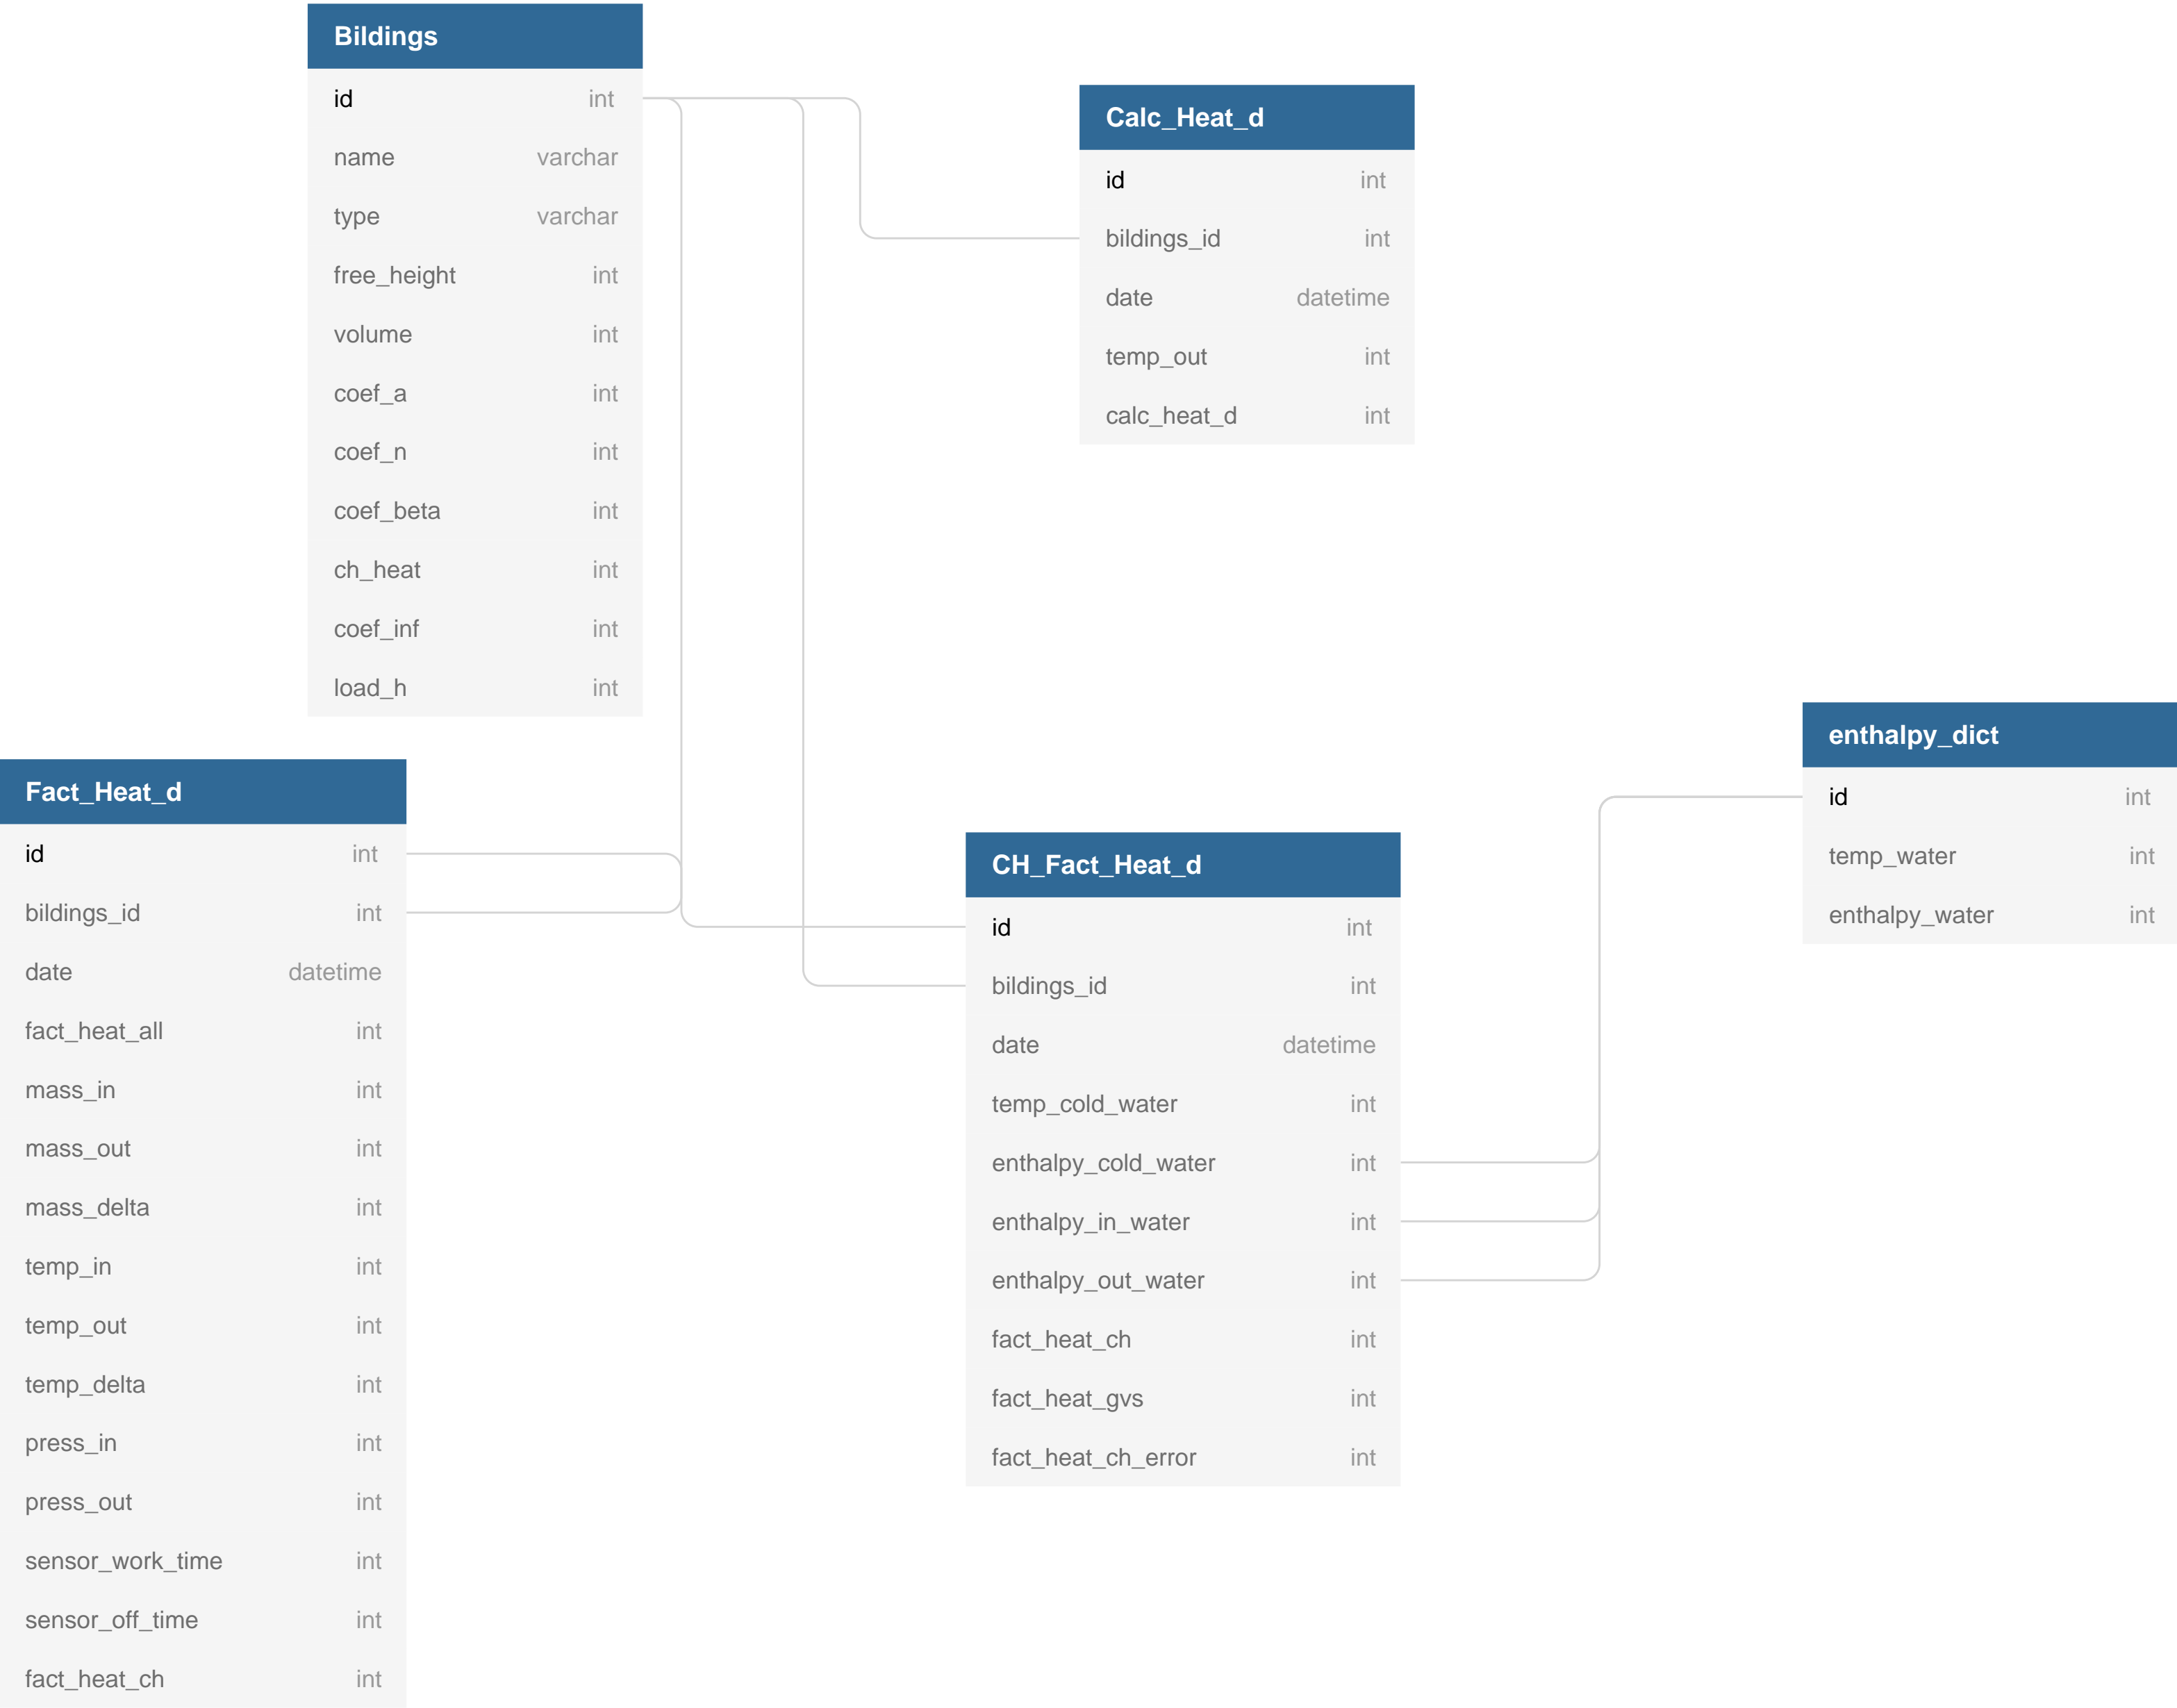 Bildings
id int
name varchar
type varchar
free_height int
volume int
coef_a int
coef_n int
coef_beta int
ch_heat int
coef_inf int
load_h int
Calc_Heat_d
id int
bildings_id int
date datetime
temp_out int
calc_heat_d int
Fact_Heat_d
id int
bildings_id int
date datetime
fact_heat_all int
mass_in int
mass_out int
mass_delta int
temp_in int
temp_out int
temp_delta int
press_in int
press_out int
sensor_work_time int
sensor_off_time int
fact_heat_ch int
CH_Fact_Heat_d
id int
bildings_id int
date datetime
temp_cold_water int
enthalpy_cold_water int
enthalpy_in_water int
enthalpy_out_water int
fact_heat_ch int
fact_heat_gvs int
fact_heat_ch_error int
enthalpy_dict
id int
temp_water int
enthalpy_water int